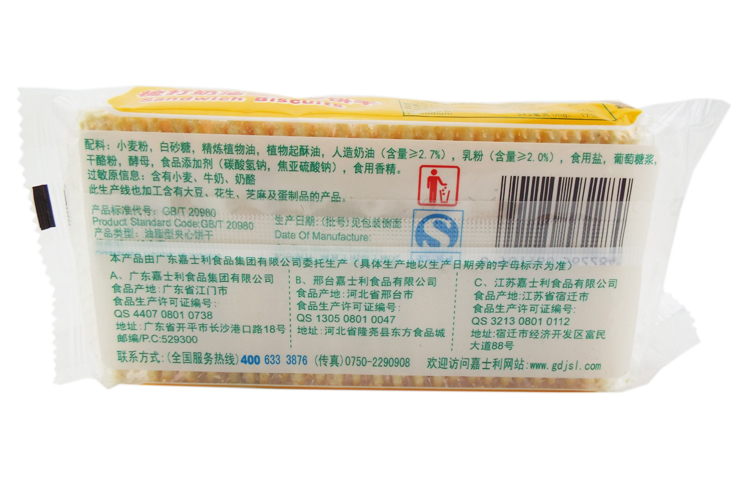 Sandwich Biscuits
配料：小麦粉，白砂糖，精炼植物油，植物起酥油，人造奶油（含量≥2.7%），乳粉（含量≥2.0%），食用盐，葡萄糖浆，
干酪粉，酵母，食品添加剂（碳酸氢钠，焦亚硫酸钠），食用香精。
过敏原信息：含有小麦、牛奶、奶酪
此生产线也加工含有大豆、花生、芝麻及蛋制品的产品。
产品标准代号：GB/T 20980
Product Standard Code:GB/T 20980
产品类型：油脂型夹心饼干
生产日期：(批号)见包装侧面
Date Of Manufacture:
本产品由广东嘉士利食品集团有限公司委托生产（具体生产地以生产日期旁的字母标示为准）
A、广东嘉士利食品集团有限公司
食品产地：广东省江门市
食品生产许可证编号：
QS 4407 0801 0738
地址：广东省开平市长沙港口路18号
邮编/P.C:529300
B、邢台嘉士利食品有限公司
食品产地：河北省邢台市
食品生产许可证编号：
QS 1305 0801 0047
地址：河北省隆尧县东方食品城
C、江苏嘉士利食品有限公司
食品产地：江苏省宿迁市
食品生产许可证编号：
QS 3213 0801 0112
地址：宿迁市经济开发区富民
大道88号
联系方式：(全国服务热线)400 633 3876 (传真)0750-2290908 欢迎访问嘉士利网站:www.gdjsl.com